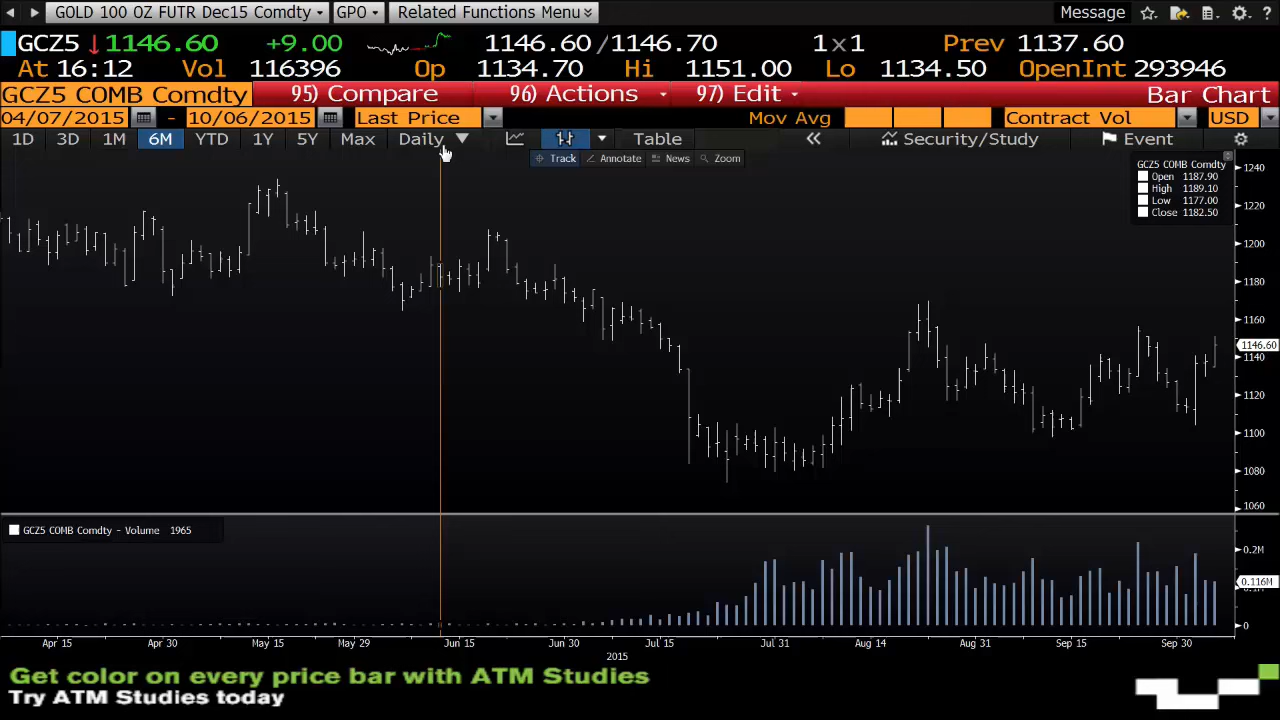 GOLD 100 OZ FUTR Dec15 Comdty GPO Related Functions Menu Message
GCZ5 1146.60 +9.00 1146.60/1146.70 1x1 Prev 1137.60
At 16:12 Vol 116396 Op 1134.70 Hi 1151.00 Lo 1134.50 OpenInt 293946
GCZ5 COMB Comdty 95) Compare 96) Actions 97) Edit Bar Chart
04/07/2015 - 10/06/2015 Last Price Mov Avg Contract Vol USD
1D 3D 1M 6M YTD 1Y 5Y Max Daily Table Security/Study Event
Track Annotate News Zoom
GCZ5 COMB Comdty
Open 1187.90
High 1189.10
Low 1177.00
Close 1182.50
1240
1220
1200
1180
1160
1146.60
1140
1120
1100
1080
1060
GCZ5 COMB Comdty - Volume 1965
0.2M
0.116M
0
Apr 15 Apr 30 May 15 May 29 Jun 15 Jun 30 Jul 15 Jul 31 Aug 14 Aug 31 Sep 15 Sep 30
2015
Get color on every price bar with ATM Studies
Try ATM Studies today